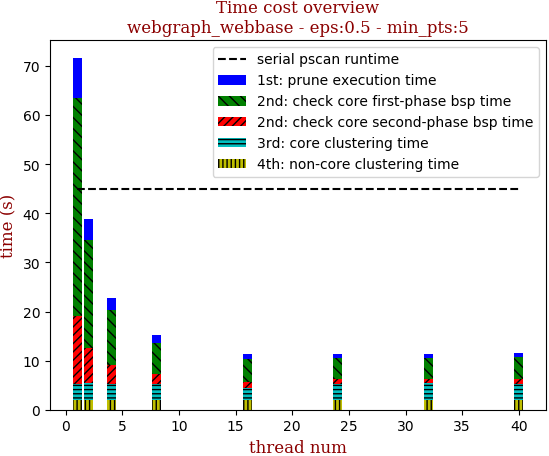 Time cost overview
webgraph_webbase - eps:0.5 - min_pts:5
serial pscan runtime
1st: prune execution time
2nd: check core first-phase bsp time
2nd: check core second-phase bsp time
3rd: core clustering time
4th: non-core clustering time
time (s)
70
60
50
40
30
20
10
0
0 5 10 15 20 25 30 35 40
thread num